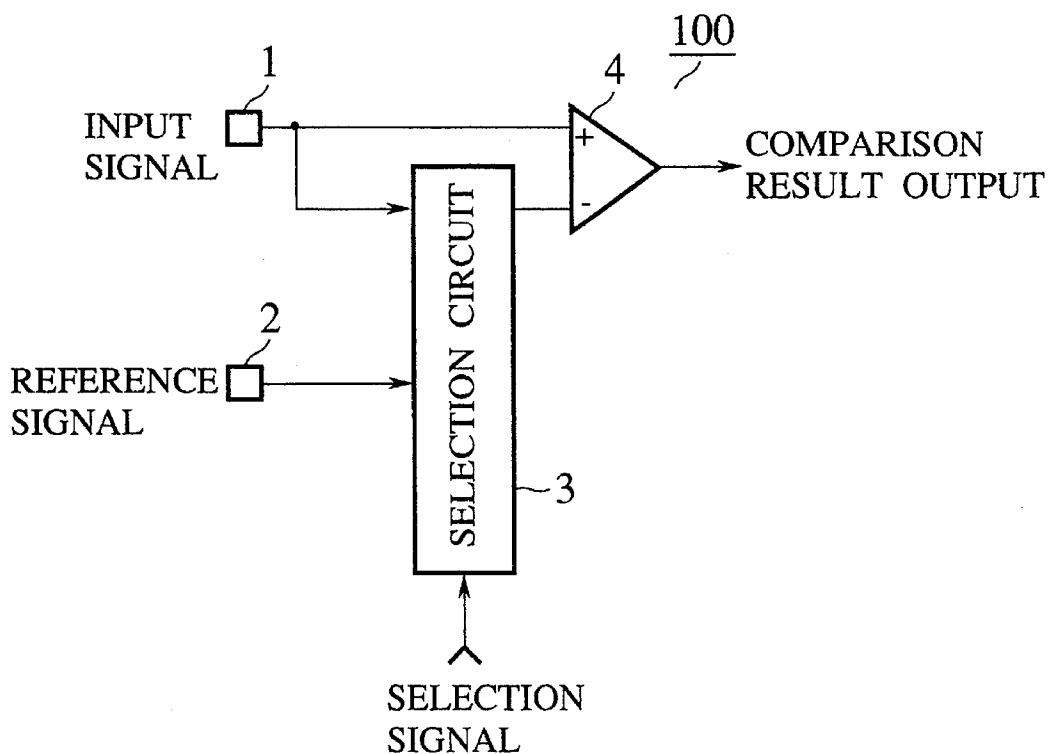 100
1
4
INPUT
SIGNAL
+
-
COMPARISON
RESULT OUTPUT
SELECTION CIRCUIT
2
REFERENCE
SIGNAL
3
SELECTION
SIGNAL